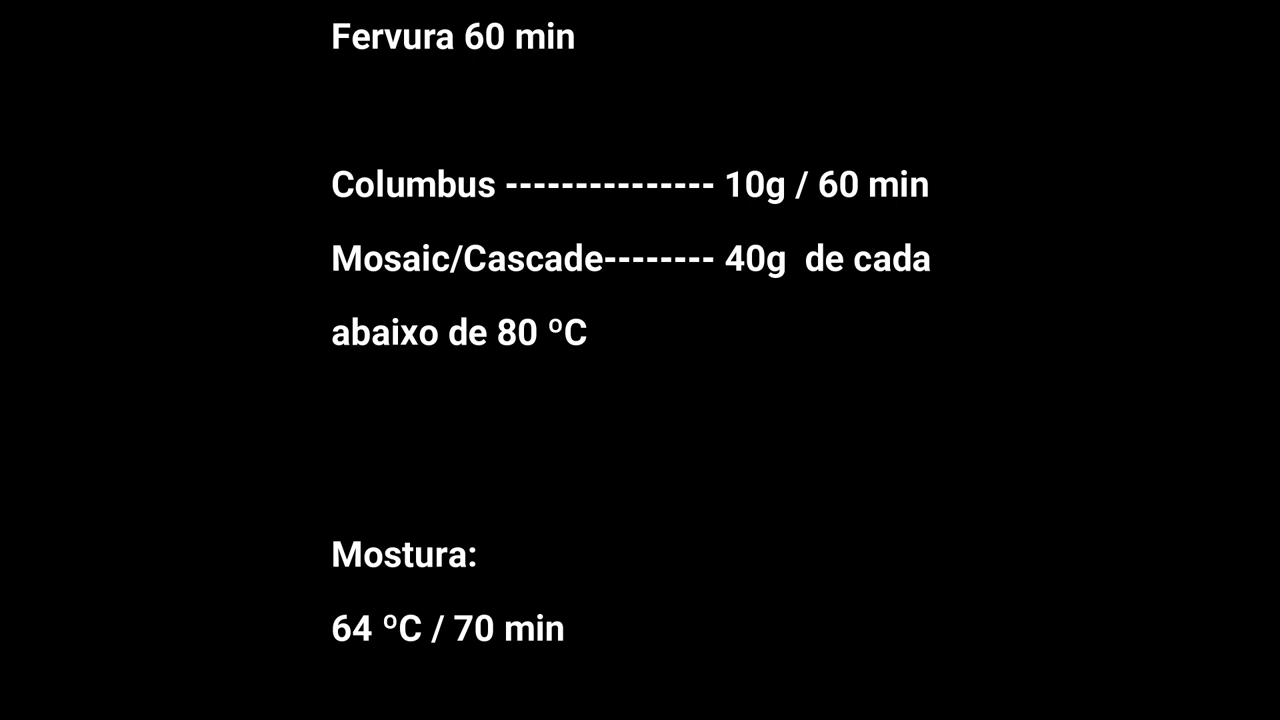 Fervura 60 min
Columbus --------------- 10g / 60 min
Mosaic/Cascade-------- 40g  de cada
abaixo de 80 ºC
Mostura:
64 ºC / 70 min